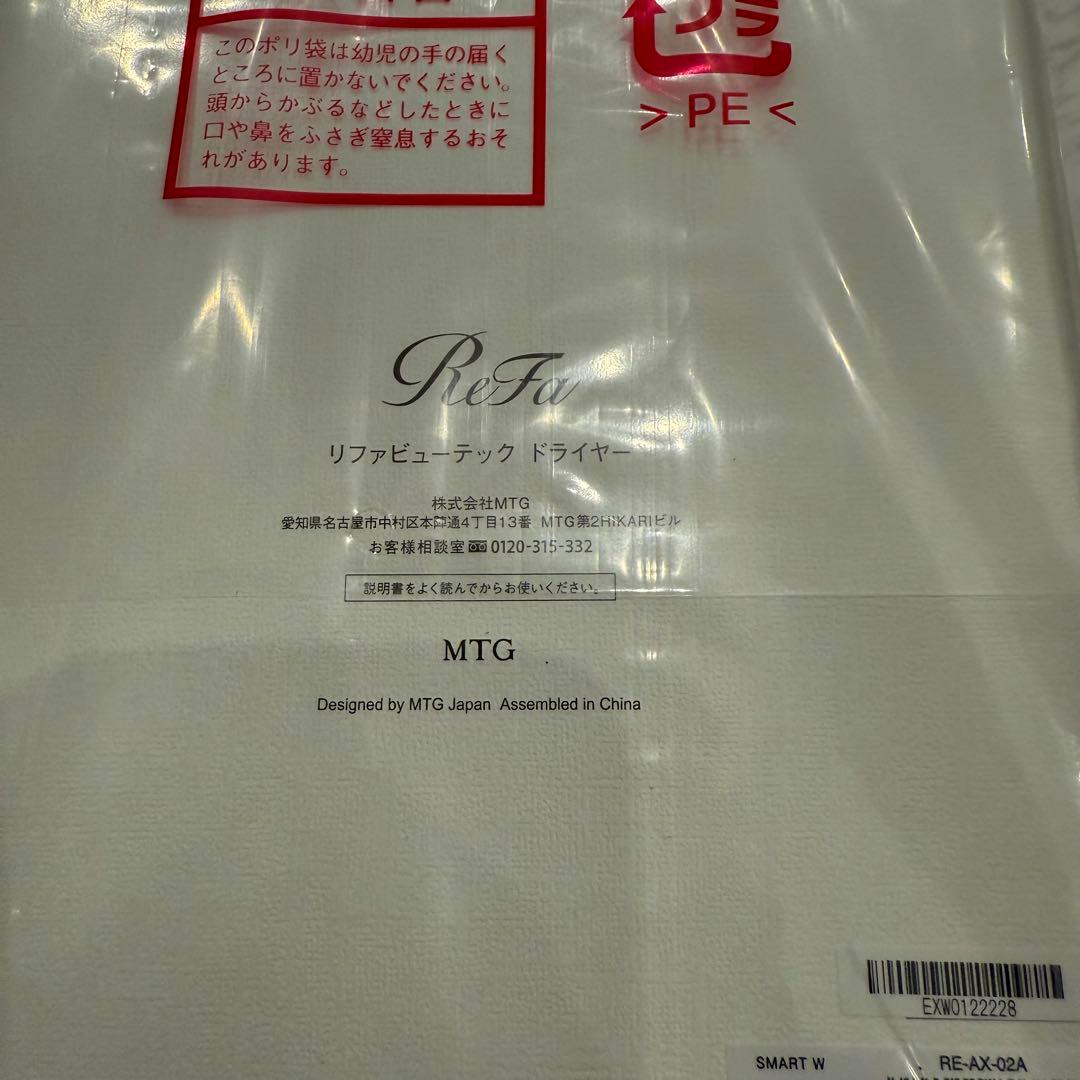 このポリ袋は幼児の手の届く
ところに置かないでください。
頭からかぶるなどしたときに
口や鼻をふさぎ窒息するおそ
れがあります。
プラ
> PE <
ReFa
リファビューテック ドライヤー
株式会社MTG
愛知県名古屋市中村区本陣通4丁目13番 MTG第2HIKARIビル
お客様相談室 0120-315-332
説明書をよく読んでからお使いください。
MTG
Designed by MTG Japan Assembled in China
EXW0122228
SMART W
RE-AX-02A